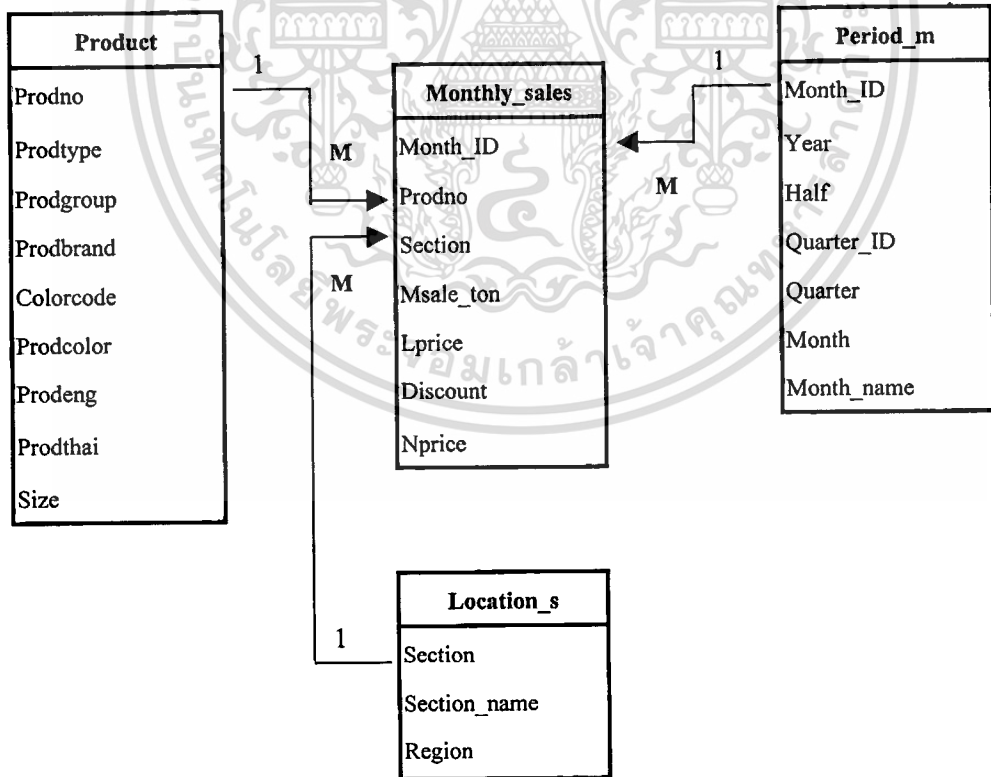 Product
Prodno
Prodtype
Prodgroup
Prodbrand
Colorcode
Prodcolor
Prodeng
Prodthai
Size
1
M
Monthly_sales
Month_ID
Prodno
Section
Msale_ton
Lprice
Discount
Nprice
M
1
1
M
Period_m
Month_ID
Year
Half
Quarter_ID
Quarter
Month
Month_name
Location_s
Section
Section_name
Region